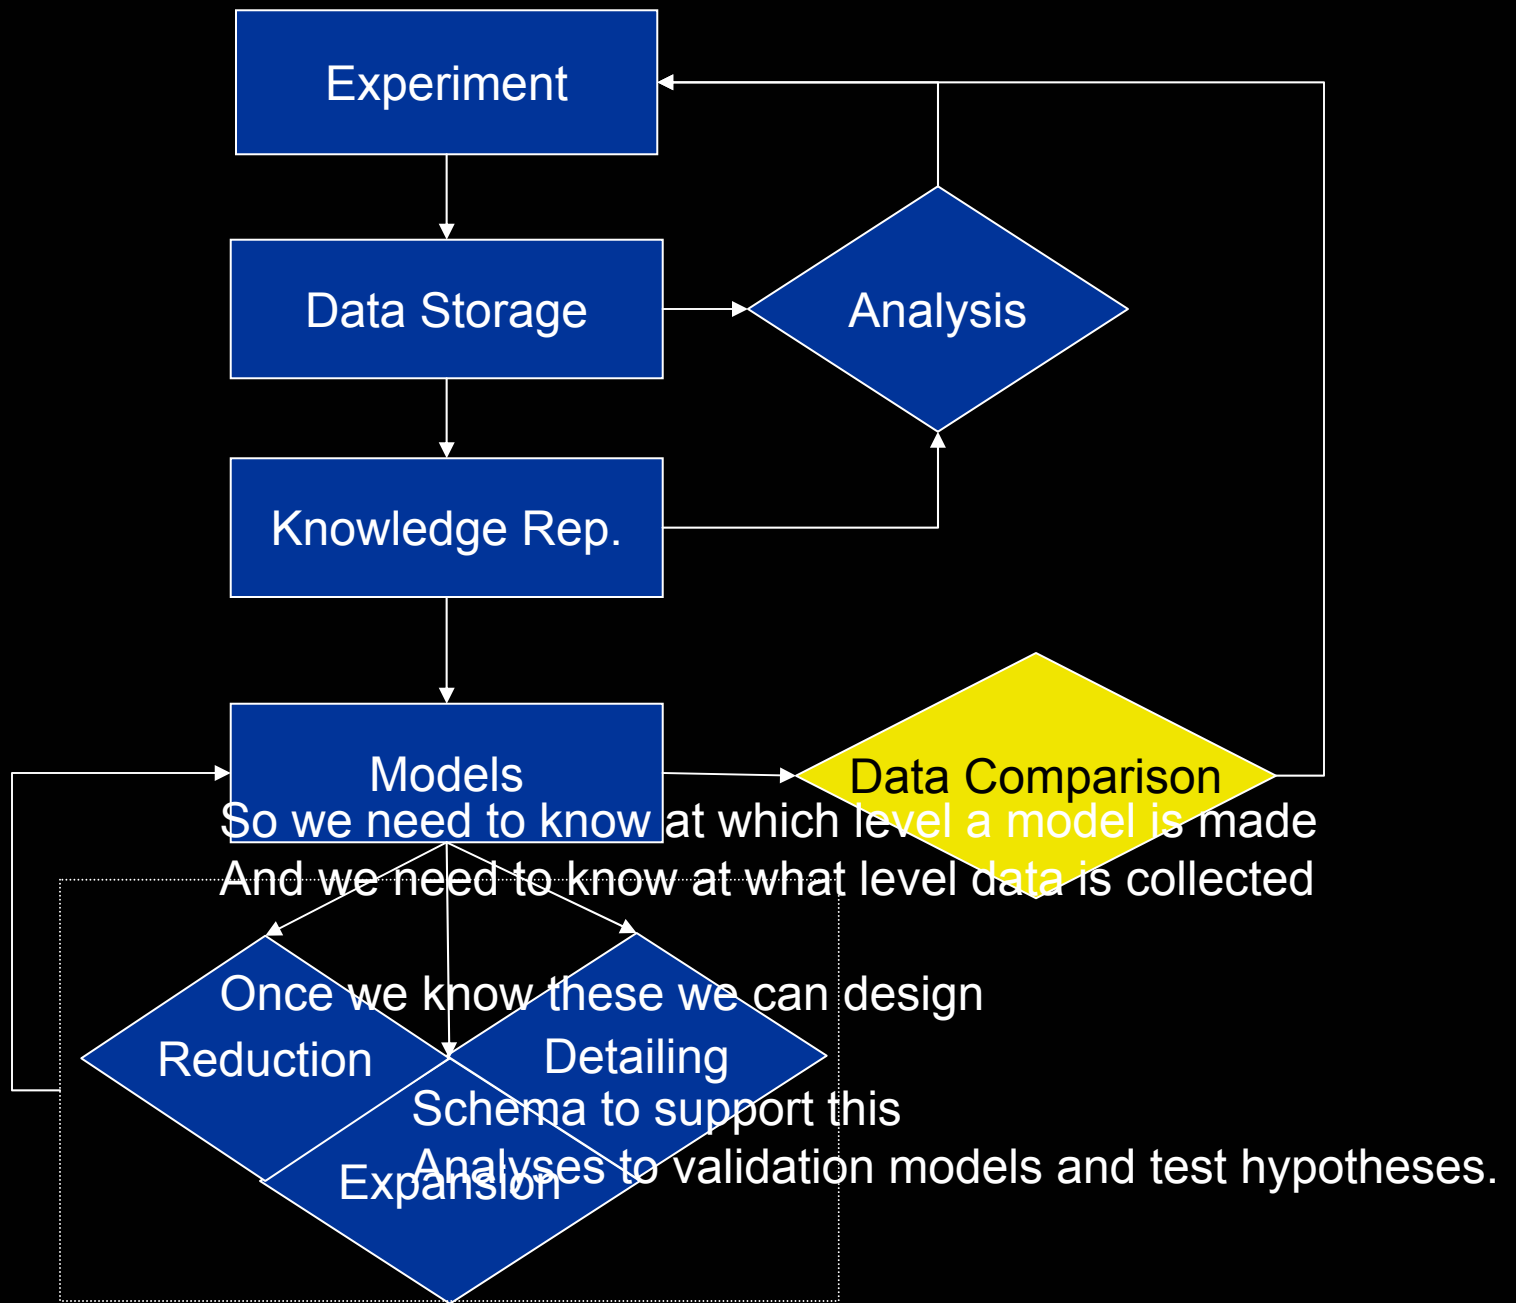 Experiment
Data Storage
Analysis
Knowledge Rep.
Models
Data Comparison
So we need to know at which level a model is made
And we need to know at what level data is collected
Once we know these we can design
Reduction
Detailing
Schema to support this
Analyses to validation models and test hypotheses.
Expansion